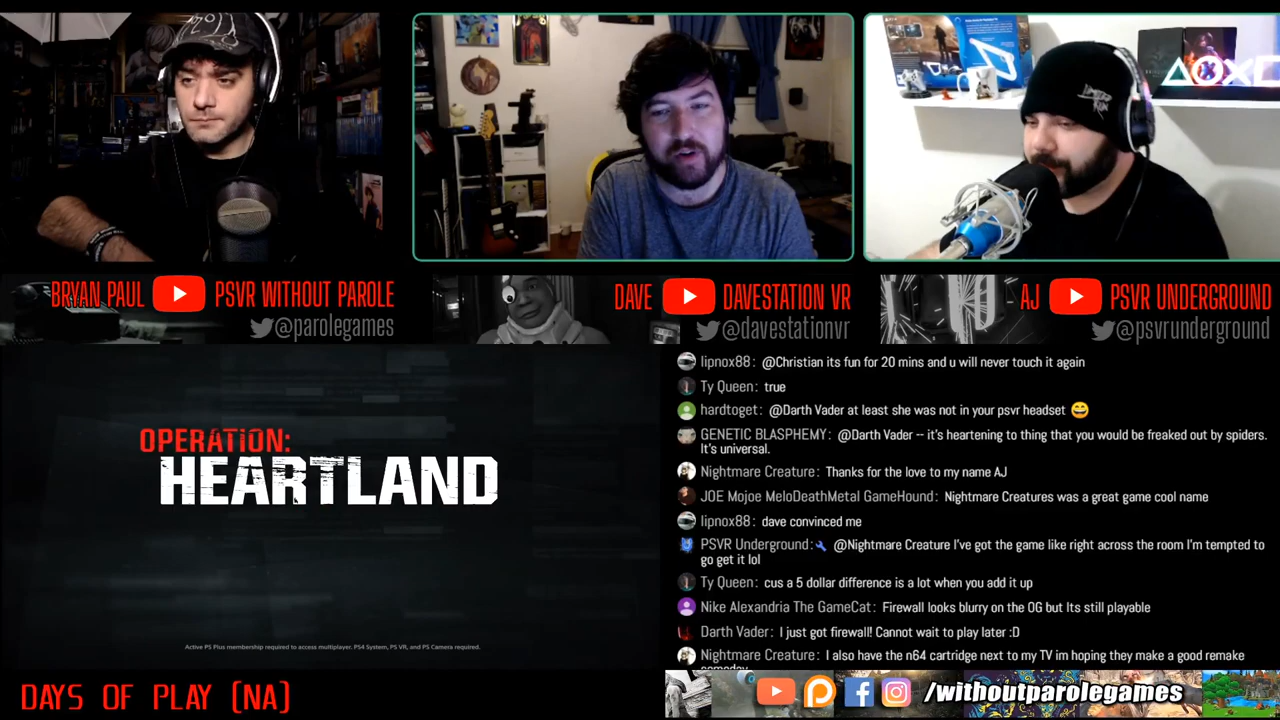 BRYAN PAUL PSVR WITHOUT PAROLE
@parolegames
DAVE DAVESTATION VR
@davestationvr
AJ PSVR UNDERGROUND
@psvrunderground
OPERATION:
HEARTLAND
Active PS Plus membership required to access multiplayer. PS4 System, PS VR, and PS Camera required.
lipnox88: @Christian its fun for 20 mins and u will never touch it again
Ty Queen: true
hardtoget: @Darth Vader at least she was not in your psvr headset 😄
GENETIC BLASPHEMY: @Darth Vader -- it's heartening to thing that you would be freaked out by spiders.
It's universal.
Nightmare Creature: Thanks for the love to my name AJ
JOE Mojoe MeloDeathMetal GameHound: Nightmare Creatures was a great game cool name
lipnox88: dave convinced me
PSVR Underground: @Nightmare Creature I've got the game like right across the room I'm tempted to
go get it lol
Ty Queen: cus a 5 dollar difference is a lot when you add it up
Nike Alexandria The GameCat: Firewall looks blurry on the OG but Its still playable
Darth Vader: I just got firewall! Cannot wait to play later :D
Nightmare Creature: I also have the n64 cartridge next to my TV im hoping they make a good remake
someday
DAYS OF PLAY (NA)
/withoutparolegames